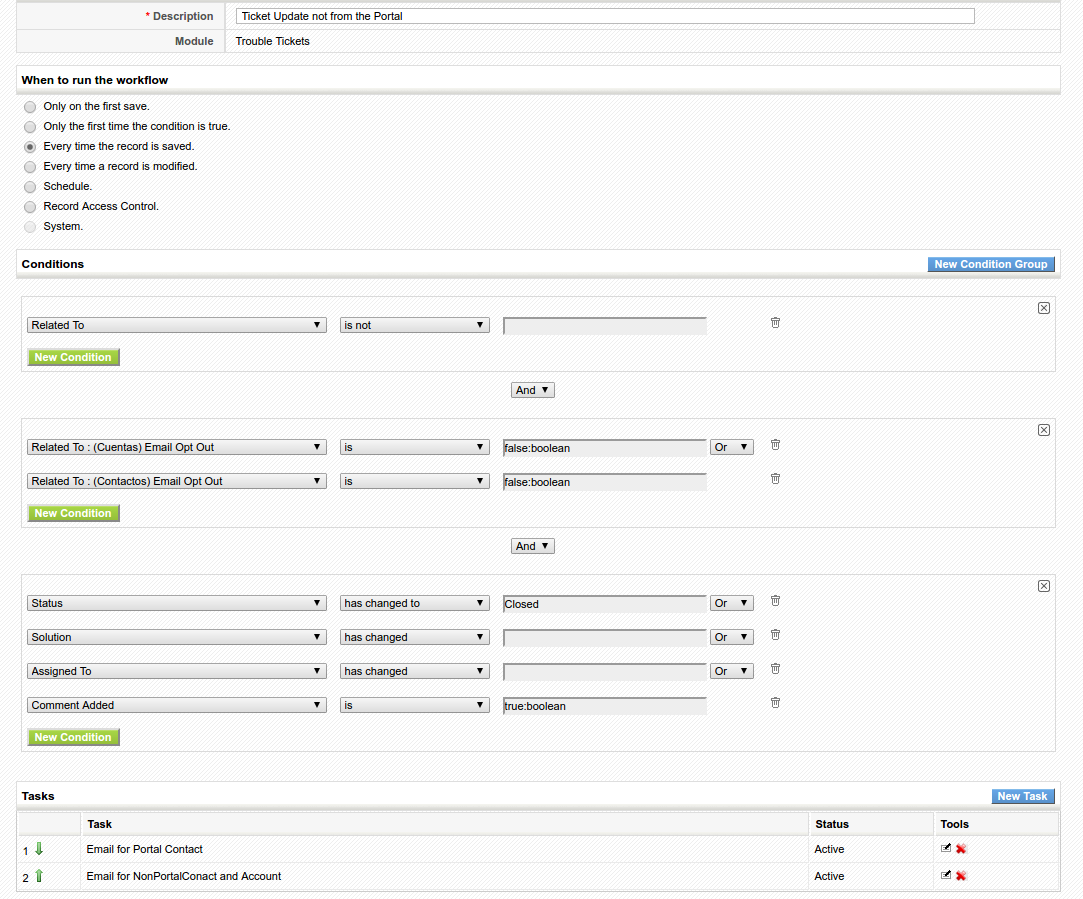 * Description Ticket Update not from the Portal
Module Trouble Tickets
When to run the workflow
Only on the first save.
Only the first time the condition is true.
Every time the record is saved.
Every time a record is modified.
Schedule.
Record Access Control.
System.
Conditions New Condition Group
Related To is not
New Condition
And
Related To : (Cuentas) Email Opt Out is false:boolean Or
Related To : (Contactos) Email Opt Out is false:boolean
New Condition
And
Status has changed to Closed Or
Solution has changed Or
Assigned To has changed Or
Comment Added is true:boolean
New Condition
Tasks New Task
Task Status Tools
1 Email for Portal Contact Active
2 Email for NonPortalConact and Account Active